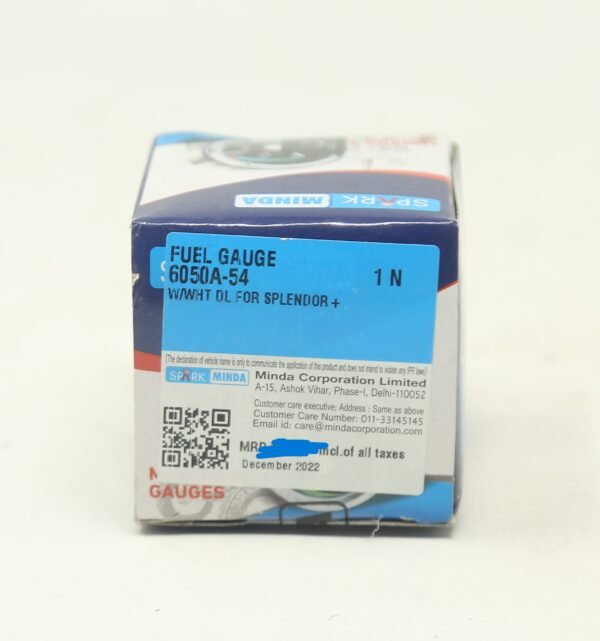 SPARK MINDA
FUEL GAUGE
6050A-54 1 N
W/WHT DL FOR SPLENDOR +
(The declaration of vehicle name is only to communicate the application of this product and does not intend to violate any IPR laws)
SPARK MINDA Minda Corporation Limited
A-15, Ashok Vihar, Phase-I, Delhi-110052
Customer care executive; Address : Same as above
Customer Care Number: 011-33145145
Email id: care@mindacorporation.com
MRP incl.of all taxes
December 2022
GAUGES